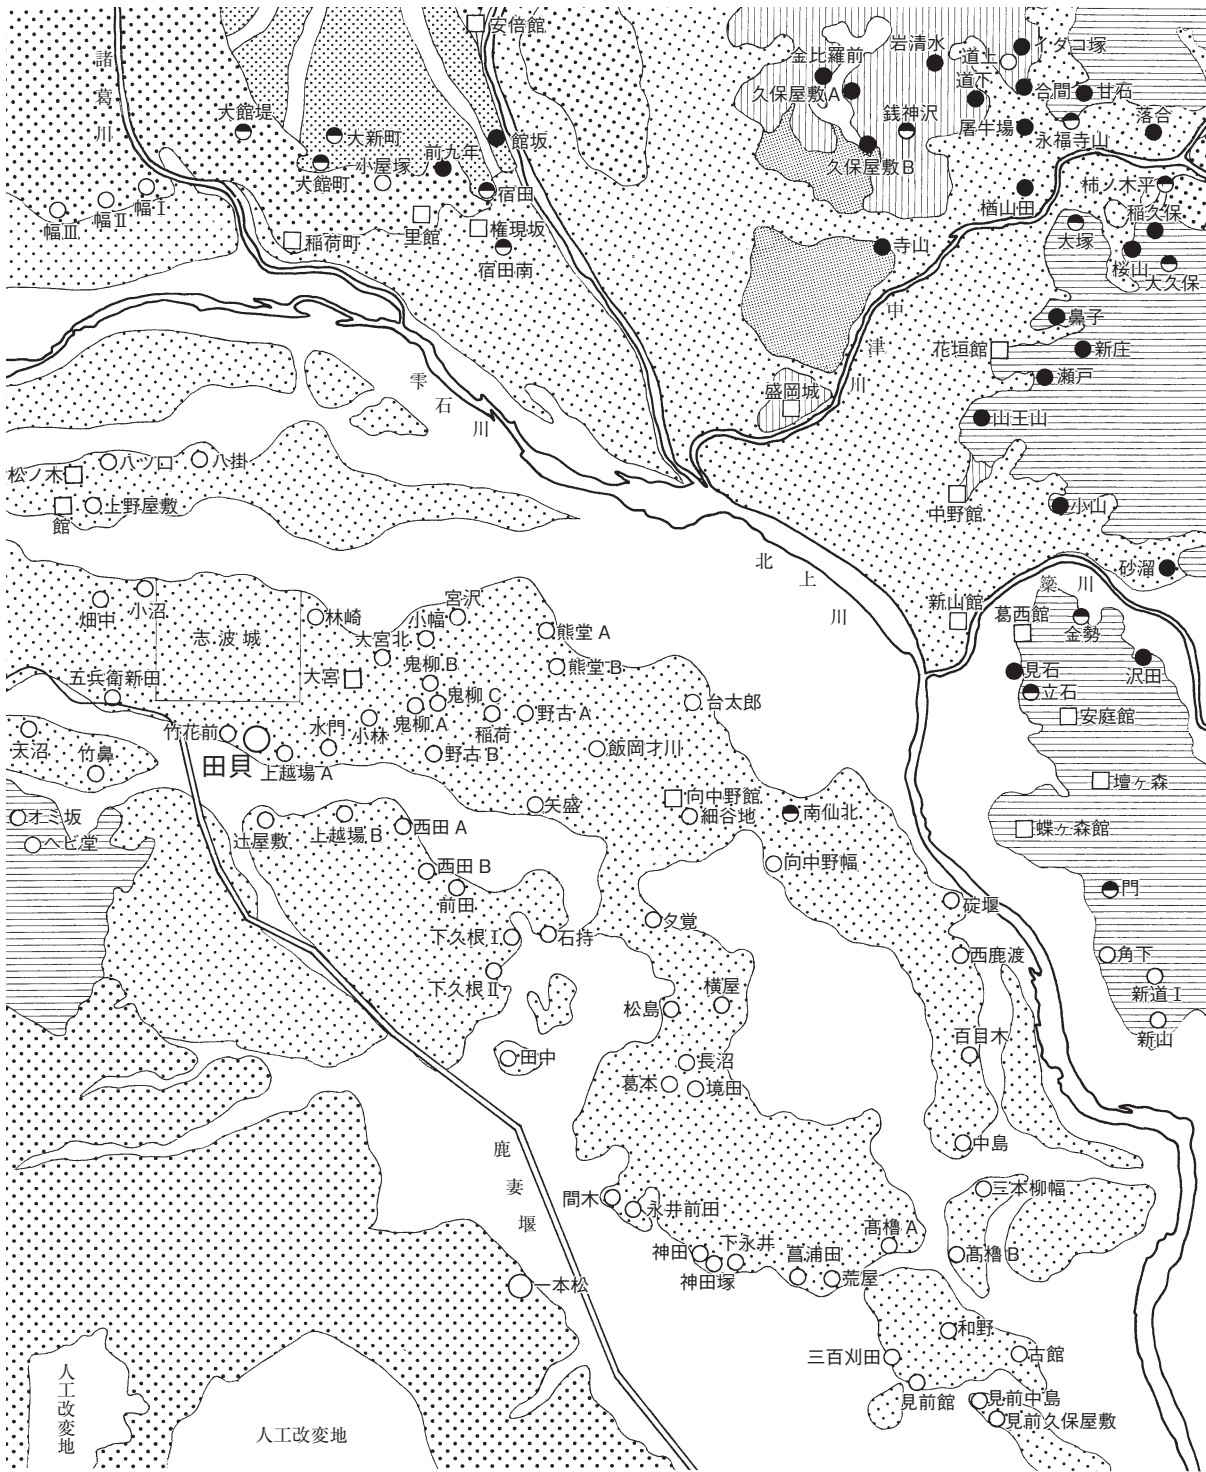 安倍館
諸葛川
大館堤
大新町
小屋塚
前九年
館坂
大館町
宿田
幅Ⅰ
幅Ⅱ
幅Ⅲ
稲荷町
里館
権現坂
宿田南
金比羅前
岩清水
道上
イダコ塚
久保屋敷A
道下
合間
甘石
銭神沢
屠牛場
永福寺山
落合
久保屋敷B
楢山田
柿ノ木平
稲久保
大塚
桜山
大久保
寺山
中津川
鼻子
花垣館
新庄
瀬戸
盛岡城
山王山
雫石川
松ノ木
八ツ口
八掛
館
上野屋敷
中野館
小山
砂溜
北上川
簗川
新山館
葛西館
金勢
見石
沢田
立石
安庭館
壇ヶ森
蝶ヶ森館
門
角下
新道Ⅰ
新山
畑中
小沼
志波城
林崎
宮沢
小幅
大宮北
熊堂A
鬼柳B
熊堂B
大宮
鬼柳C
五兵衛新田
鬼柳A
稲荷
野古A
台太郎
竹花前
水門
小林
田貝
上越場A
野古B
飯岡才川
天沼
竹鼻
オミ坂
ヘビ堂
辻屋敷
上越場B
西田A
矢盛
向中野館
細谷地
南仙北
向中野幅
西田B
前田
下久根Ⅰ
石持
夕覚
碇堰
西鹿渡
下久根Ⅱ
松島
横屋
百目木
田中
長沼
葛本
境田
中島
鹿妻堰
間木
永井前田
三本柳幅
高櫓A
高櫓B
神田
下永井
神田塚
菖浦田
荒屋
一本松
和野
三百刈田
古館
見前館
見前中島
見前久保屋敷
人工改変地
人工改変地